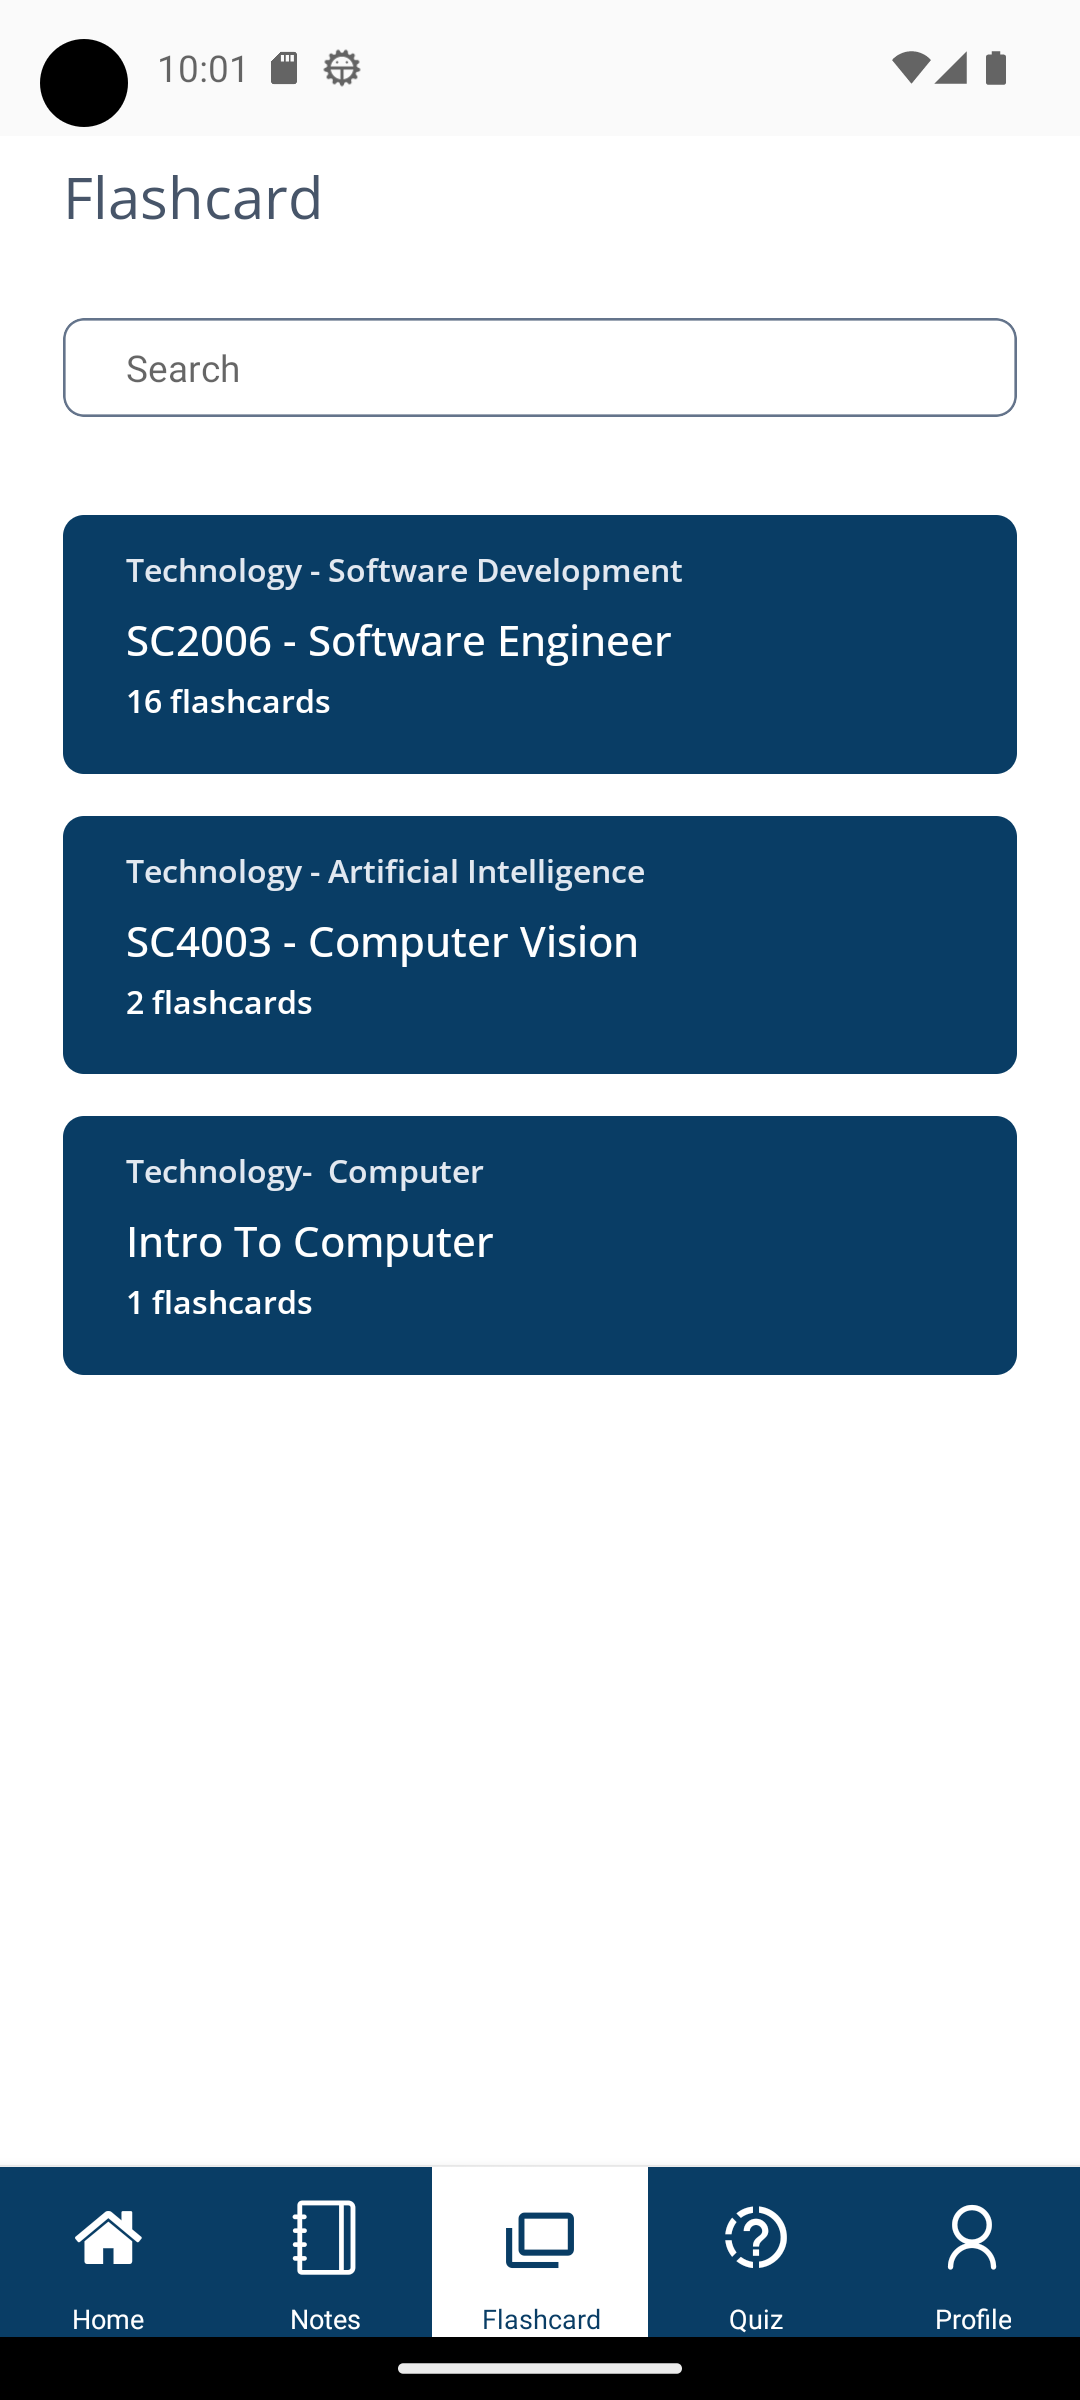 10:01
Flashcard
Search
Technology - Software Development
SC2006 - Software Engineer
16 flashcards
Technology - Artificial Intelligence
SC4003 - Computer Vision
2 flashcards
Technology-  Computer
Intro To Computer
1 flashcards
Home Notes Flashcard Quiz Profile